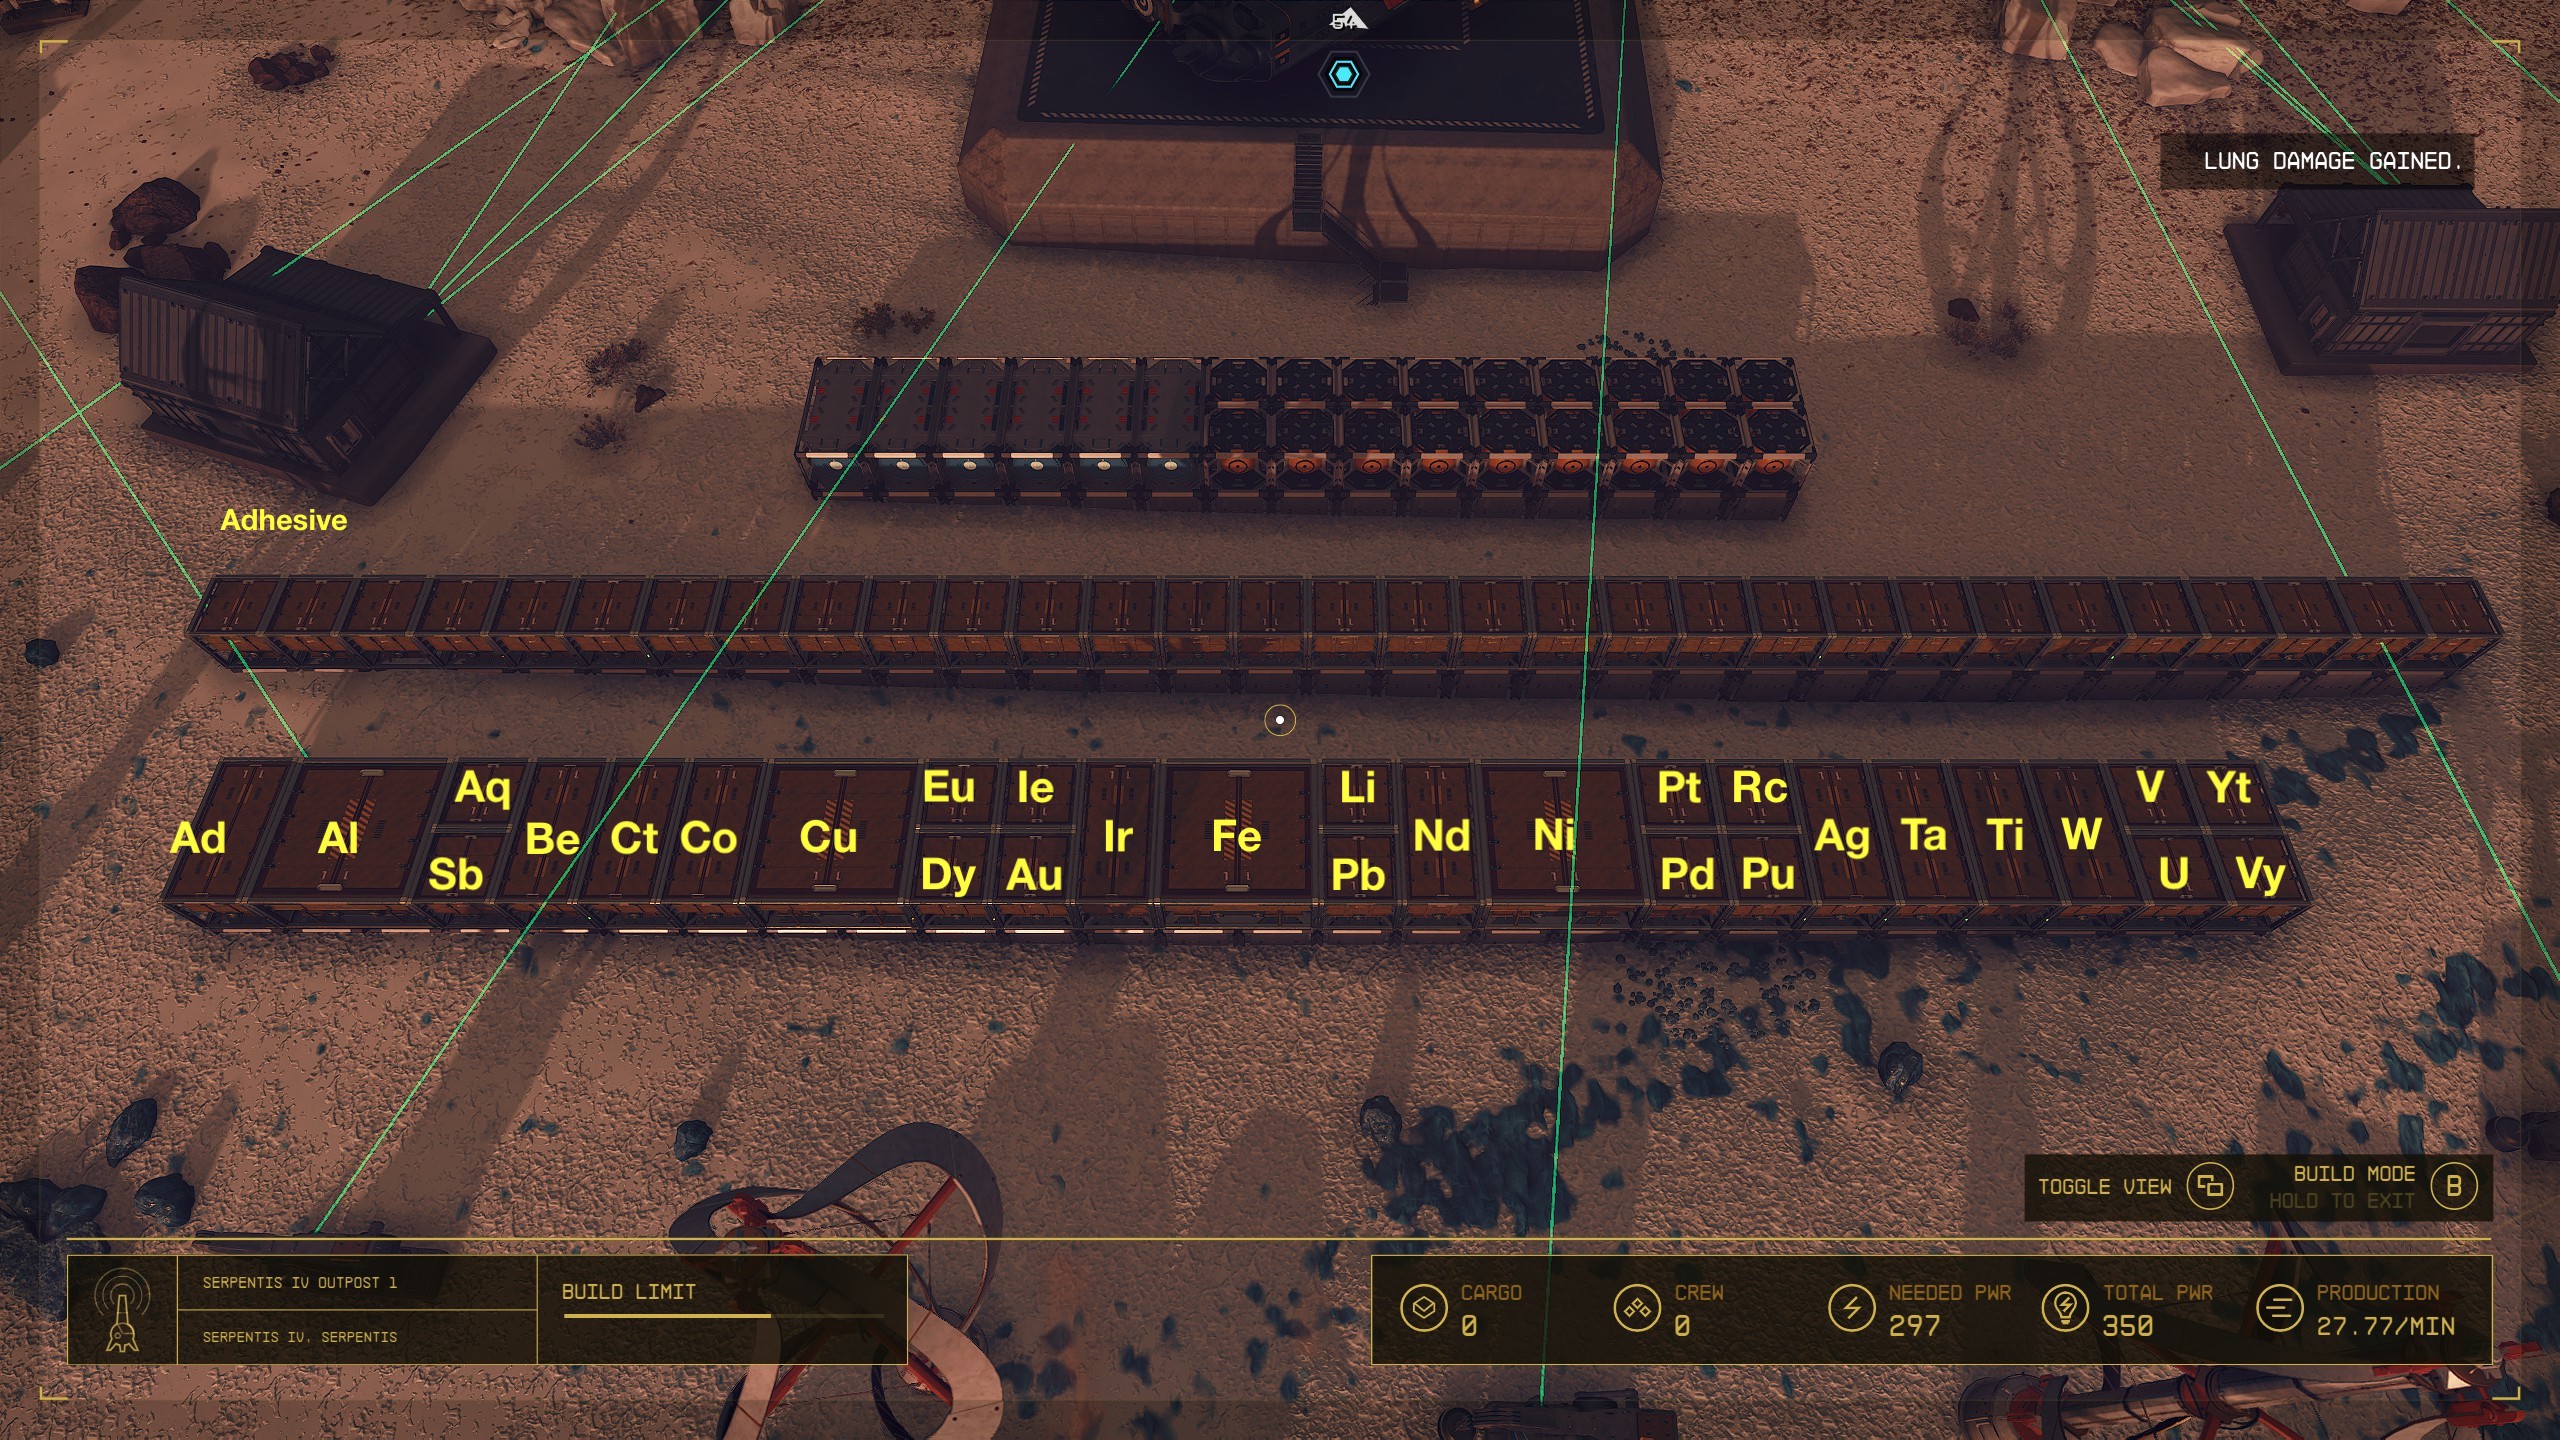 LUNG DAMAGE GAINED.
Adhesive
Aq Eu Ie Li Pt Rc V Yt
Ad Al Be Ct Co Cu Ir Fe Nd Ni Ag Ta Ti W
Sb Dy Au Pb Pd Pu U Vy
TOGGLE VIEW
BUILD MODE B
HOLD TO EXIT
SERPENTIS IV OUTPOST 1
SERPENTIS IV, SERPENTIS
BUILD LIMIT
CARGO
0
CREW
0
NEEDED PWR
297
TOTAL PWR
350
PRODUCTION
27.77/MIN